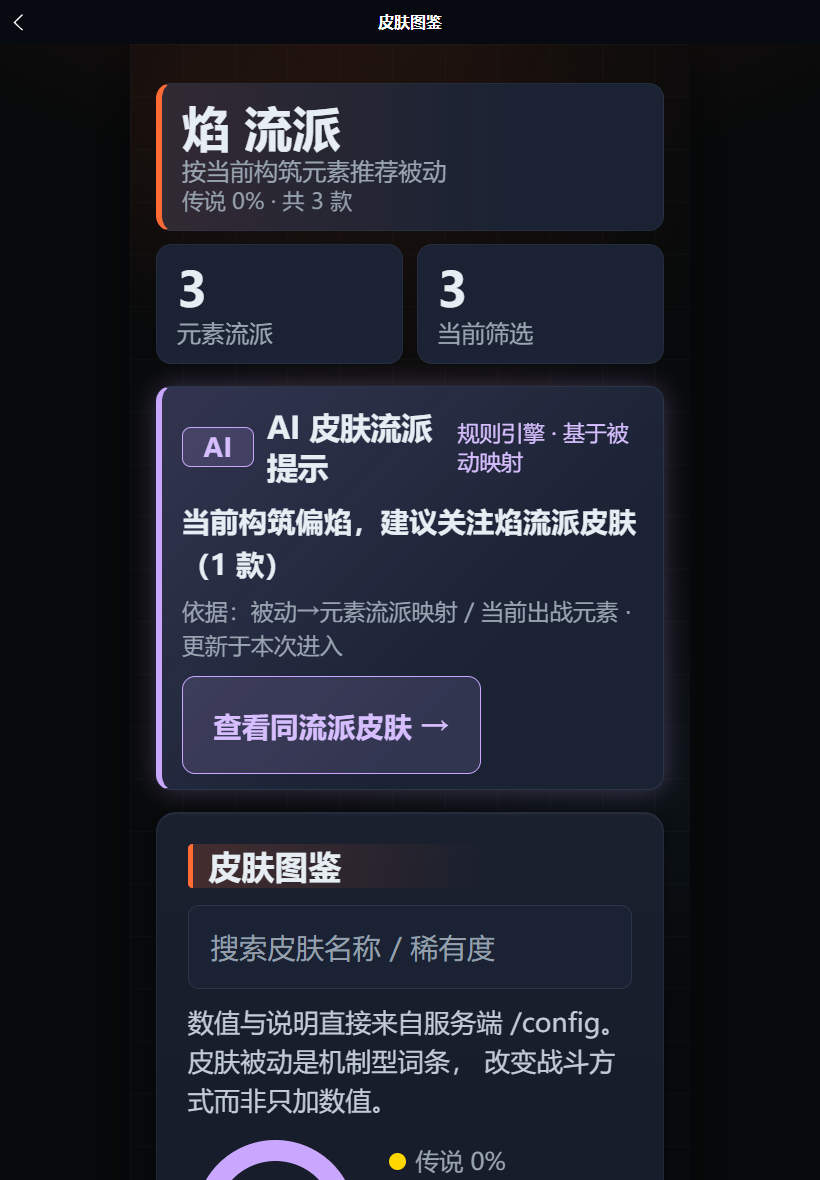 皮肤图鉴
焰 流派
按当前构筑元素推荐被动
传说 0% · 共 3 款
3
元素流派
3
当前筛选
AI
AI 皮肤流派
提示
规则引擎 · 基于被
动映射
当前构筑偏焰，建议关注焰流派皮肤
（1 款）
依据：被动→元素流派映射 / 当前出战元素 ·
更新于本次进入
查看同流派皮肤 →
皮肤图鉴
搜索皮肤名称 / 稀有度
数值与说明直接来自服务端 /config。
皮肤被动是机制型词条， 改变战斗方
式而非只加数值。
传说 0%